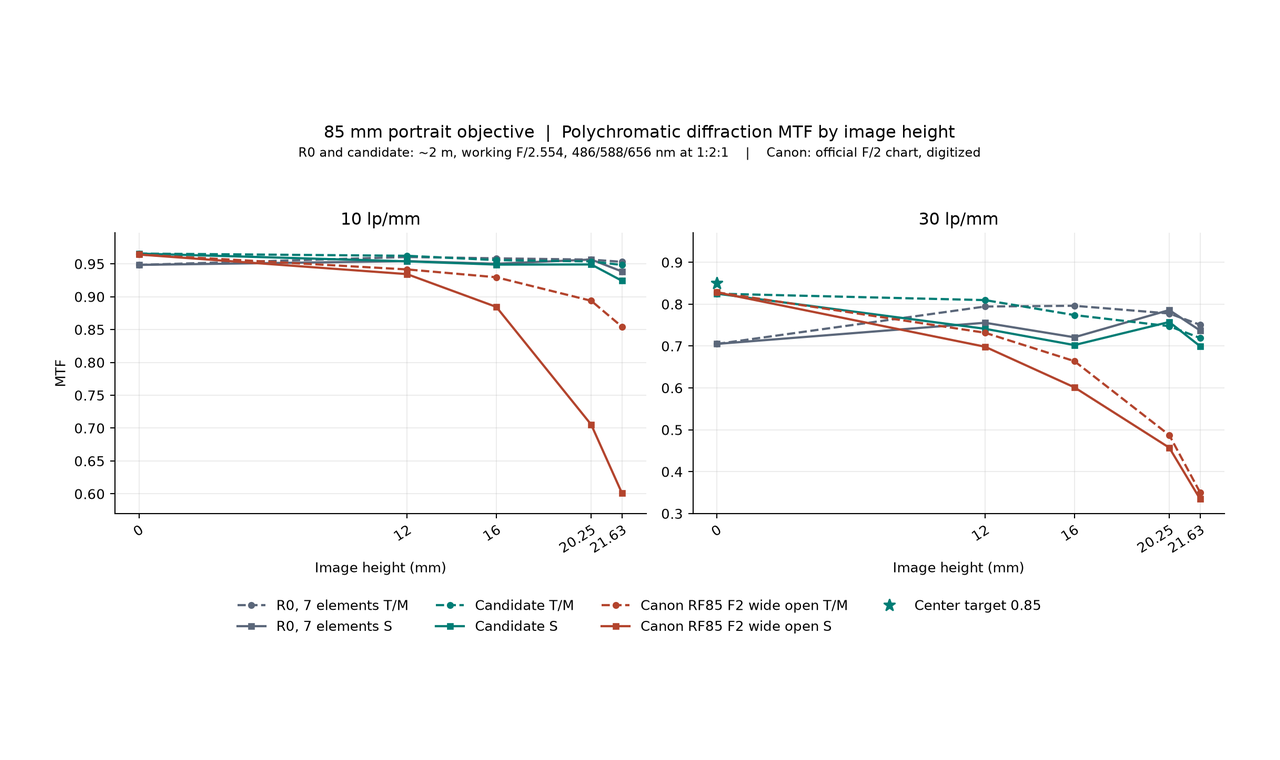 85 mm portrait objective | Polychromatic diffraction MTF by image height
R0 and candidate: ~2 m, working F/2.554, 486/588/656 nm at 1:2:1 | Canon: official F/2 chart, digitized
10 lp/mm
30 lp/mm
MTF
0.95
0.90
0.85
0.80
0.75
0.70
0.65
0.60
0.9
0.8
0.7
0.6
0.5
0.4
0.3
0 12 16 20.25 21.63
0 12 16 20.25 21.63
Image height (mm)
Image height (mm)
R0, 7 elements T/M
Candidate T/M
Canon RF85 F2 wide open T/M
Center target 0.85
R0, 7 elements S
Candidate S
Canon RF85 F2 wide open S